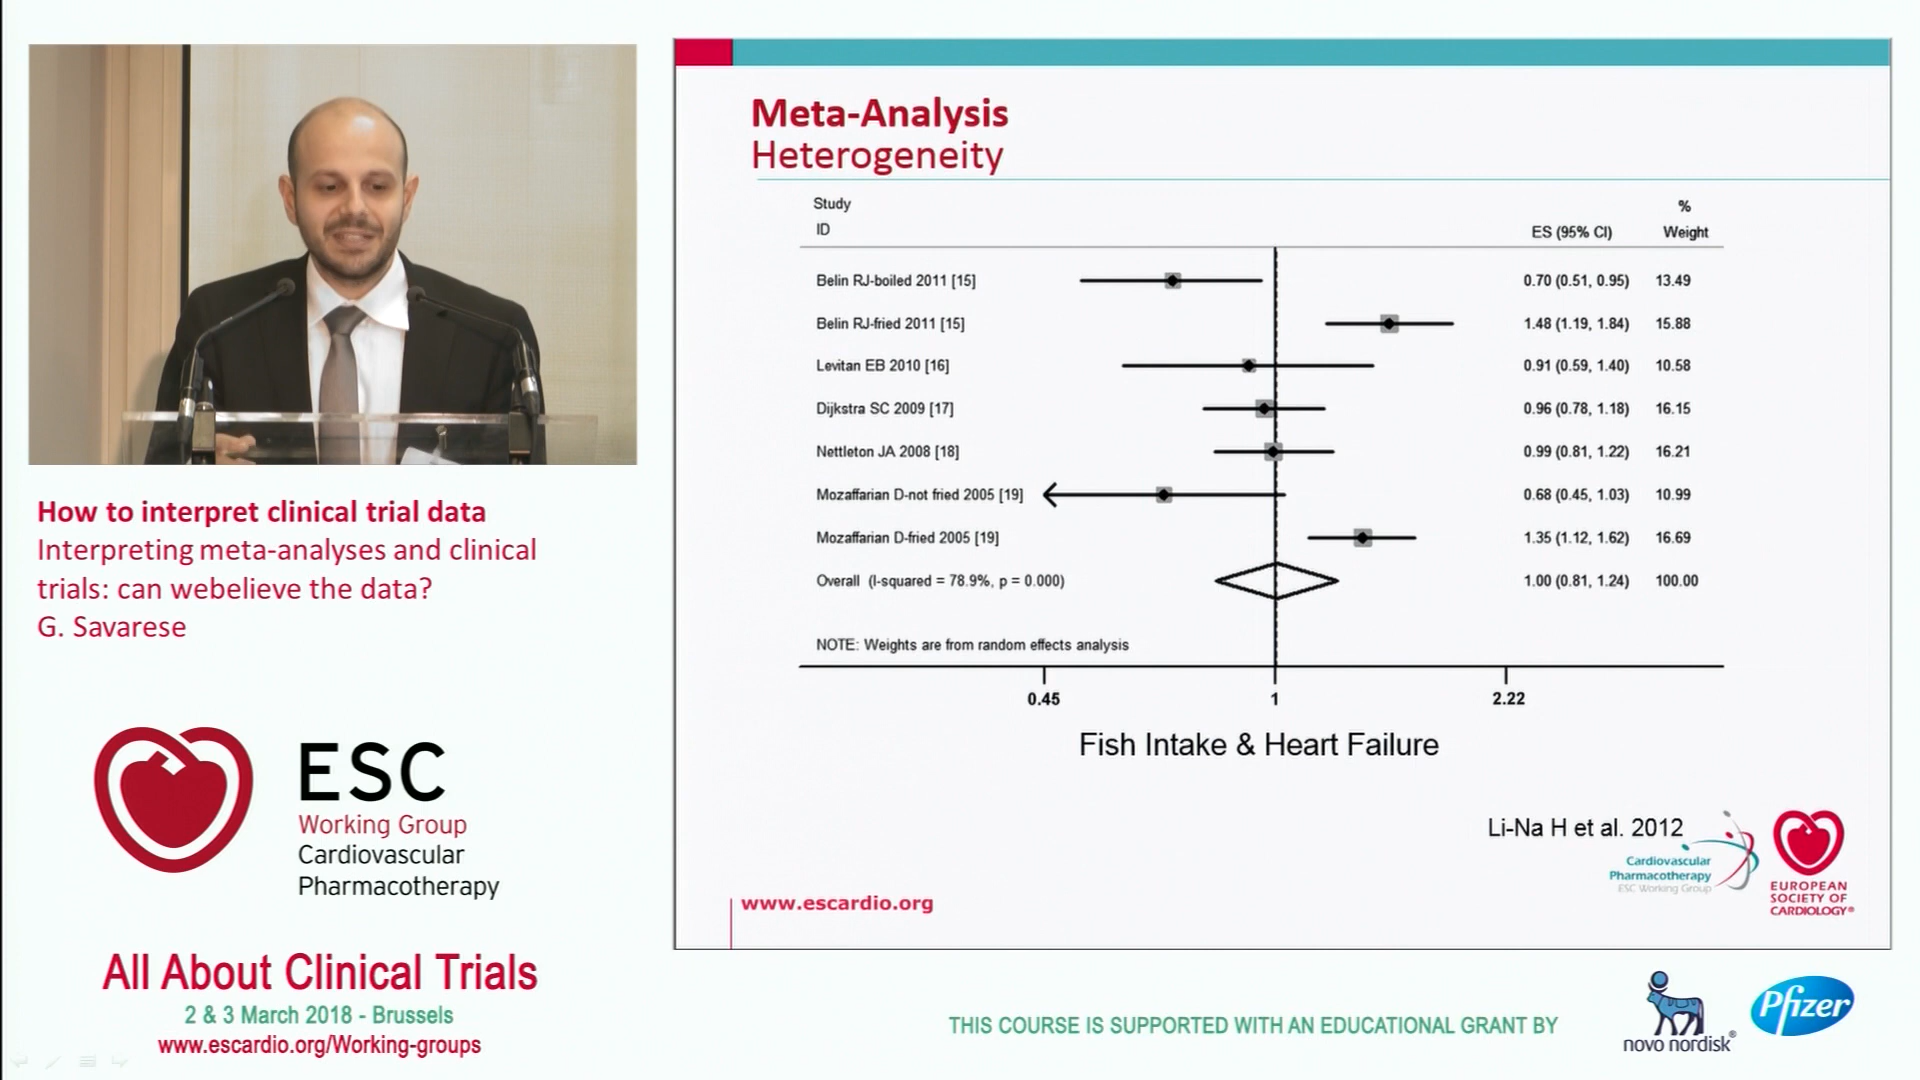 How to interpret clinical trial data
Interpreting meta-analyses and clinical
trials: can webelieve the data?
G. Savarese
ESC
Working Group
Cardiovascular
Pharmacotherapy
All About Clinical Trials
2 & 3 March 2018 - Brussels
www.escardio.org/Working-groups
Meta-Analysis
Heterogeneity
Study
ID
ES (95% CI)
%
Weight
Belin RJ-boiled 2011 [15] 0.70 (0.51, 0.95) 13.49
Belin RJ-fried 2011 [15] 1.48 (1.19, 1.84) 15.88
Levitan EB 2010 [16] 0.91 (0.59, 1.40) 10.58
Dijkstra SC 2009 [17] 0.96 (0.78, 1.18) 16.15
Nettleton JA 2008 [18] 0.99 (0.81, 1.22) 16.21
Mozaffarian D-not fried 2005 [19] 0.68 (0.45, 1.03) 10.99
Mozaffarian D-fried 2005 [19] 1.35 (1.12, 1.62) 16.69
Overall (I-squared = 78.9%, p = 0.000) 1.00 (0.81, 1.24) 100.00
NOTE: Weights are from random effects analysis
0.45 1 2.22
Fish Intake & Heart Failure
Li-Na H et al. 2012
Cardiovascular
Pharmacotherapy
ESC Working Group
EUROPEAN
SOCIETY OF
CARDIOLOGY®
www.escardio.org
THIS COURSE IS SUPPORTED WITH AN EDUCATIONAL GRANT BY
novo nordisk®
Pfizer